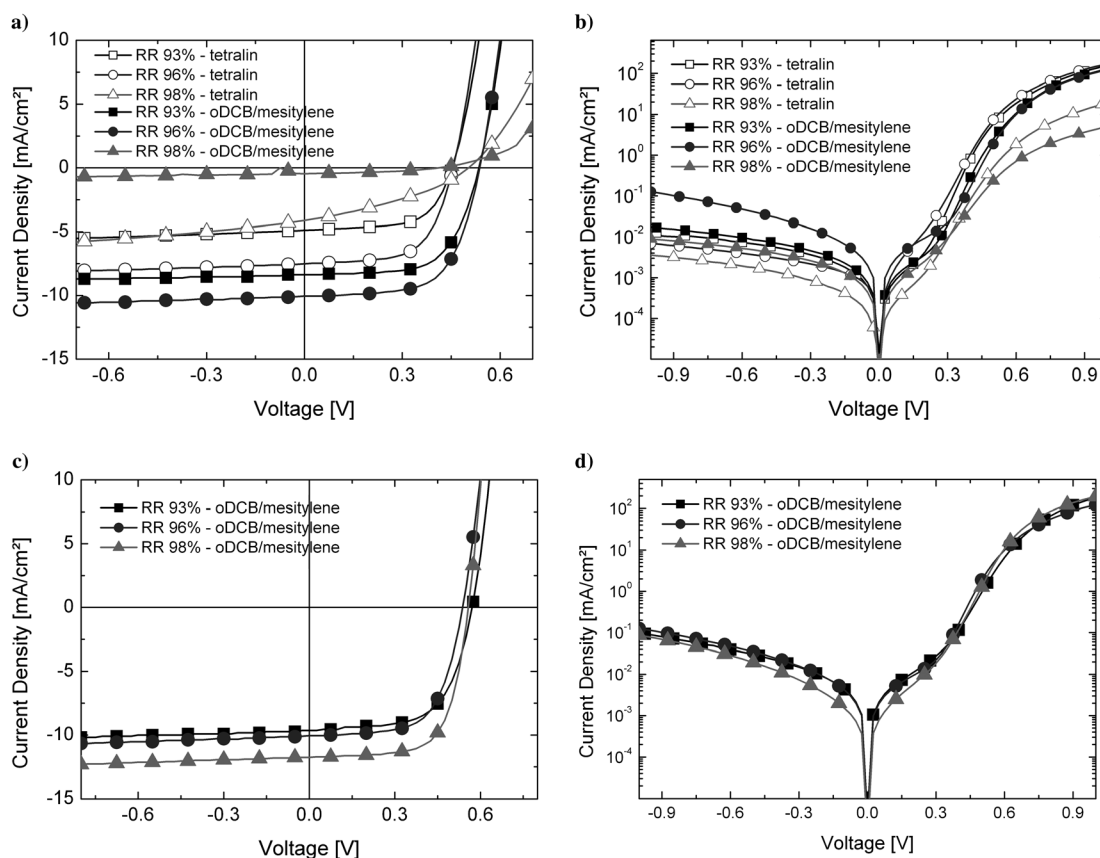 a)
10
5
0
-5
-10
-15
Current Density [mA/cm²]
RR 93% - tetralin
RR 96% - tetralin
RR 98% - tetralin
RR 93% - oDCB/mesitylene
RR 96% - oDCB/mesitylene
RR 98% - oDCB/mesitylene
-0.6 -0.3 0.0 0.3 0.6
Voltage [V]
b)
10²
10¹
10⁰
10⁻¹
10⁻²
10⁻³
10⁻⁴
Current Density [mA/cm²]
RR 93% - tetralin
RR 96% - tetralin
RR 98% - tetralin
RR 93% - oDCB/mesitylene
RR 96% - oDCB/mesitylene
RR 98% - oDCB/mesitylene
-0.9 -0.6 -0.3 0.0 0.3 0.6 0.9
Voltage [V]
c)
10
5
0
-5
-10
-15
Current Density [mA/cm²]
RR 93% - oDCB/mesitylene
RR 96% - oDCB/mesitylene
RR 98% - oDCB/mesitylene
-0.6 -0.3 0.0 0.3 0.6
Voltage [V]
d)
10²
10¹
10⁰
10⁻¹
10⁻²
10⁻³
10⁻⁴
Current Density [mA/cm²]
RR 93% - oDCB/mesitylene
RR 96% - oDCB/mesitylene
RR 98% - oDCB/mesitylene
-0.9 -0.6 -0.3 0.0 0.3 0.6 0.9
Voltage [V]